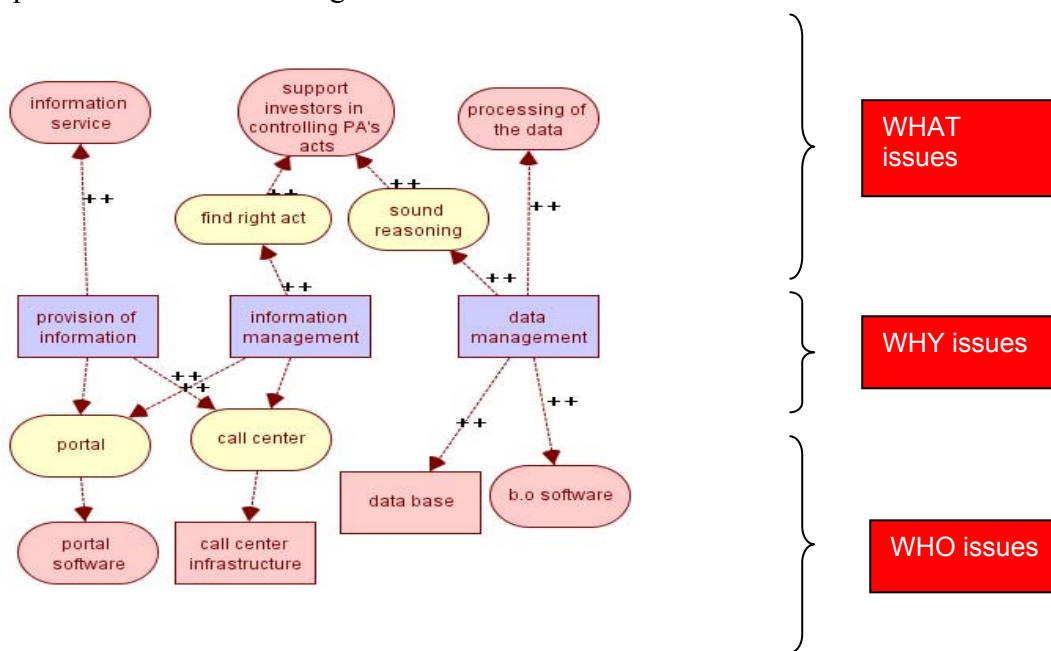 information
service
support
investors in
controlling PA's
acts
processing of
the data
WHAT
issues
++
++
++
++
find right act
sound
reasoning
++
++
provision of
information
information
management
data
management
WHY issues
++
++
++
++
portal
call center
data base
b.o software
portal
software
call center
infrastructure
WHO issues